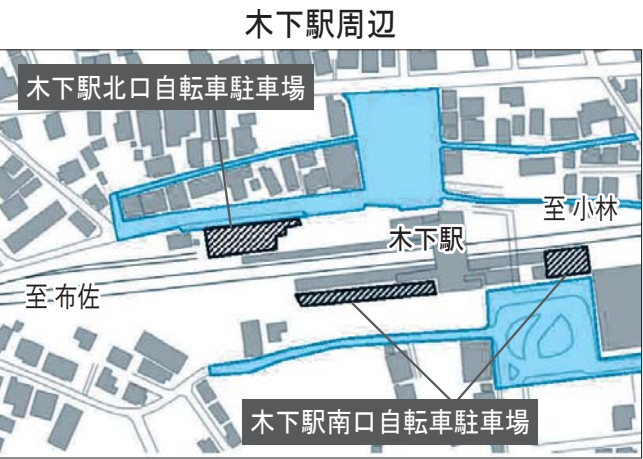 木下駅周辺
木下駅北口自転車駐車場
至 小林
木下駅
至 布佐
木下駅南口自転車駐車場